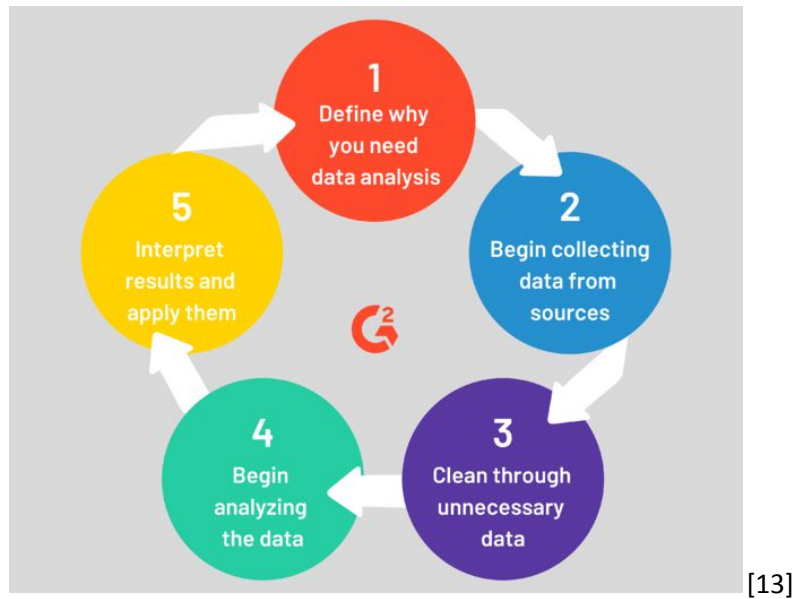 1
Define why
you need
data analysis
2
Begin collecting
data from
sources
3
Clean through
unnecessary
data
4
Begin
analyzing
the data
5
Interpret
results and
apply them
G2
[13]